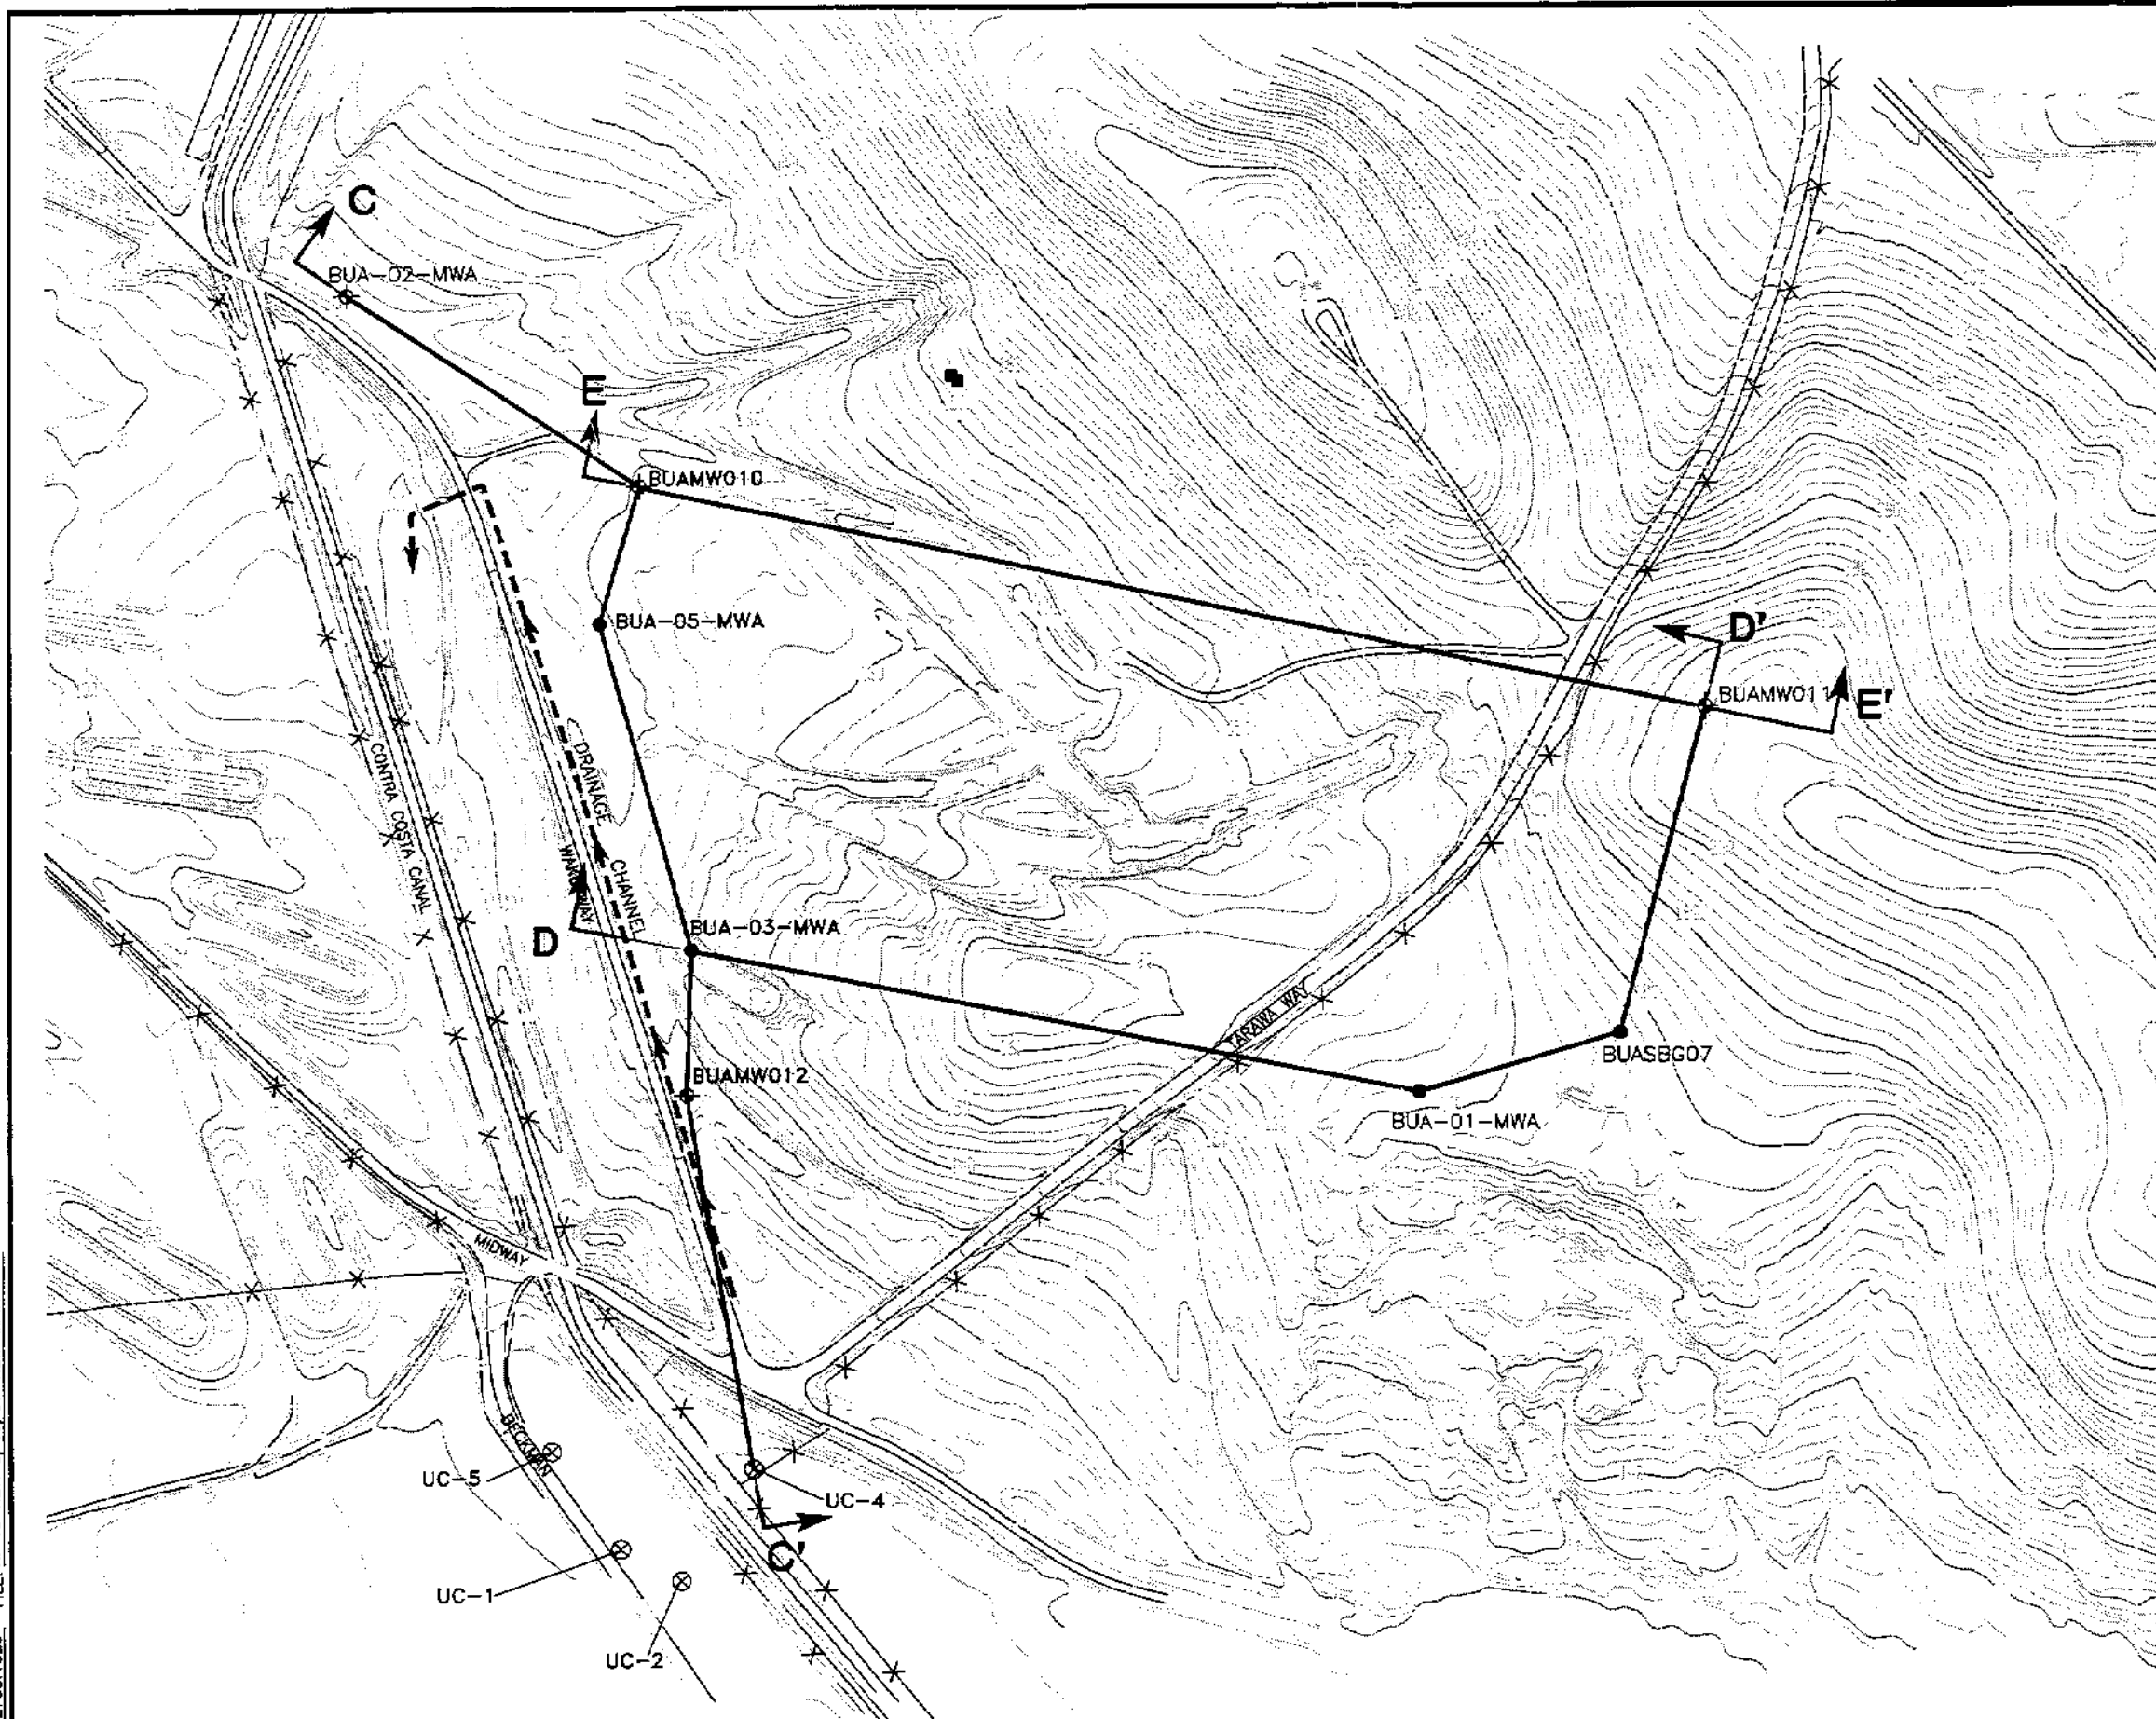 C
BUA-02-MWA
E
BUAMW010
BUA-05-MWA
D'
BUAMW011
E'
DRAINAGE CHANNEL
CONTRA COSTA CANAL
D
BUA-03-MWA
TARAWA WAY
BUASBG07
BUAMW012
BUA-01-MWA
MIDWAY
BECKMAN
UC-5
UC-4
C'
UC-1
UC-2